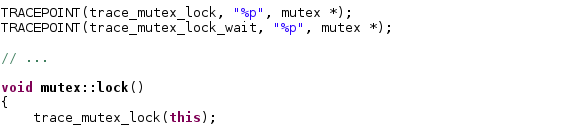 TRACEPOINT(trace_mutex_lock, "%p", mutex *);
TRACEPOINT(trace_mutex_lock_wait, "%p", mutex *);
// ...
void mutex::lock()
{
    trace_mutex_lock(this);